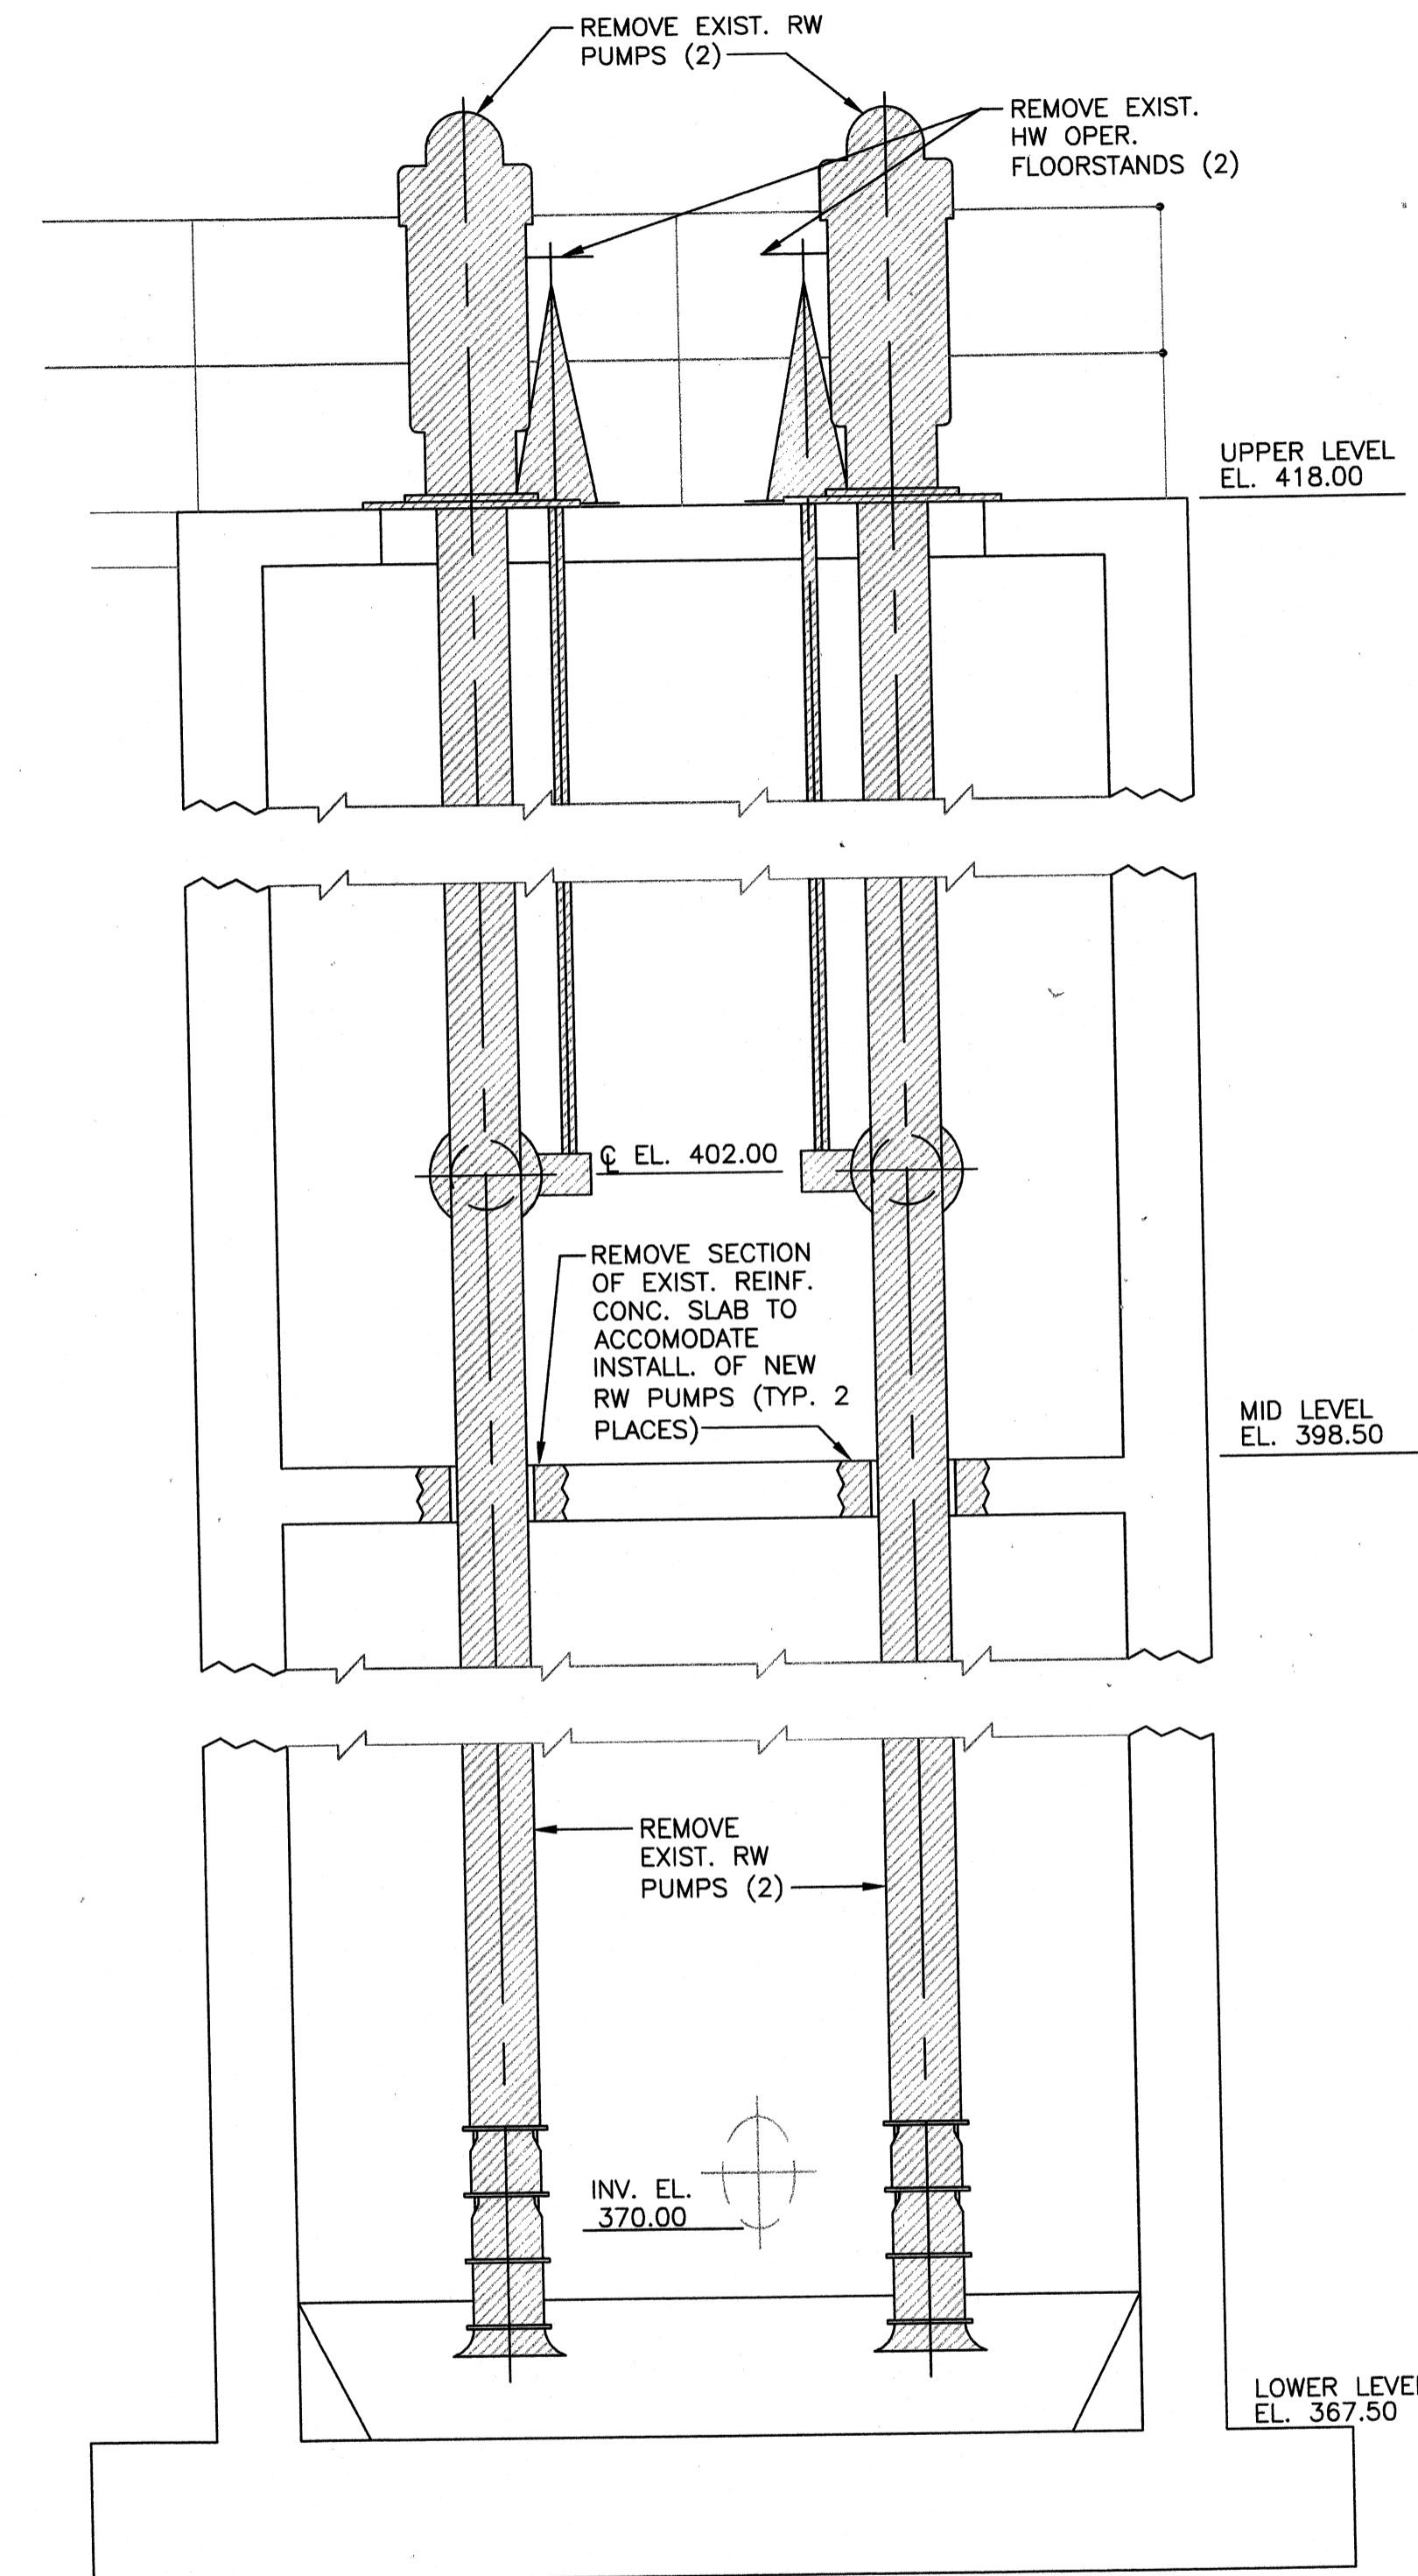 REMOVE EXIST. RW
PUMPS (2)
REMOVE EXIST.
HW OPER.
FLOORSTANDS (2)
UPPER LEVEL
EL. 418.00
℄ EL. 402.00
REMOVE SECTION
OF EXIST. REINF.
CONC. SLAB TO
ACCOMODATE
INSTALL. OF NEW
RW PUMPS (TYP. 2
PLACES)
MID LEVEL
EL. 398.50
REMOVE
EXIST. RW
PUMPS (2)
INV. EL.
370.00
LOWER LEVEL
EL. 367.50